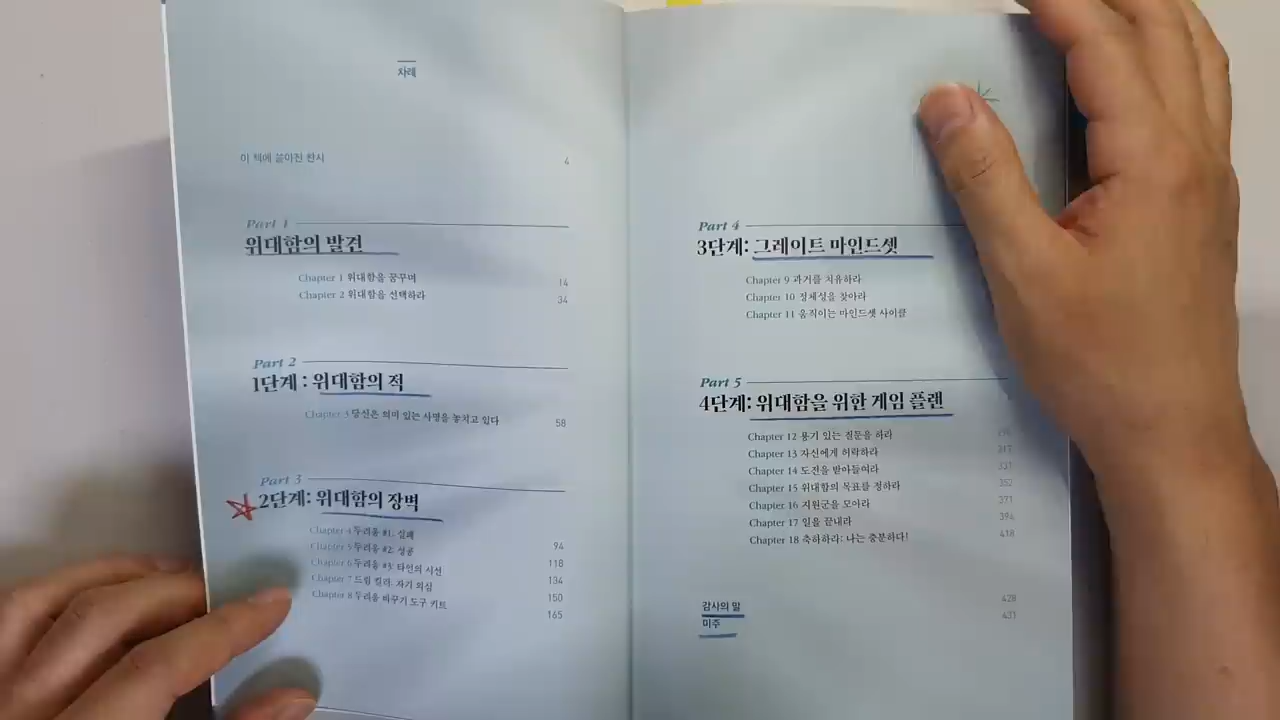 차례
이 책에 쏟아진 찬사 4
Part 1
위대함의 발견
Chapter 1 위대함을 꿈꾸며 14
Chapter 2 위대함을 선택하라 34
Part 2
1단계 : 위대함의 적
Chapter 3 당신은 의미 있는 사명을 놓치고 있다 58
Part 3
2단계: 위대함의 장벽
Chapter 4 두려움 #1: 실패 94
Chapter 5 두려움 #2: 성공 118
Chapter 6 두려움 #3: 타인의 시선 134
Chapter 7 드림 킬러: 자기 의심 150
Chapter 8 두려움 바꾸기 도구 키트 165
Part 4
3단계: 그레이트 마인드셋
Chapter 9 과거를 치유하라
Chapter 10 정체성을 찾아라
Chapter 11 움직이는 마인드셋 사이클
Part 5
4단계: 위대함을 위한 게임 플랜
Chapter 12 용기 있는 질문을 하라
Chapter 13 자신에게 허락하라 317
Chapter 14 도전을 받아들여라 331
Chapter 15 위대함의 목표를 정하라 352
Chapter 16 지원군을 모아라 371
Chapter 17 일을 끝내라 394
Chapter 18 축하하라: 나는 충분하다! 418
감사의 말 428
미주 431